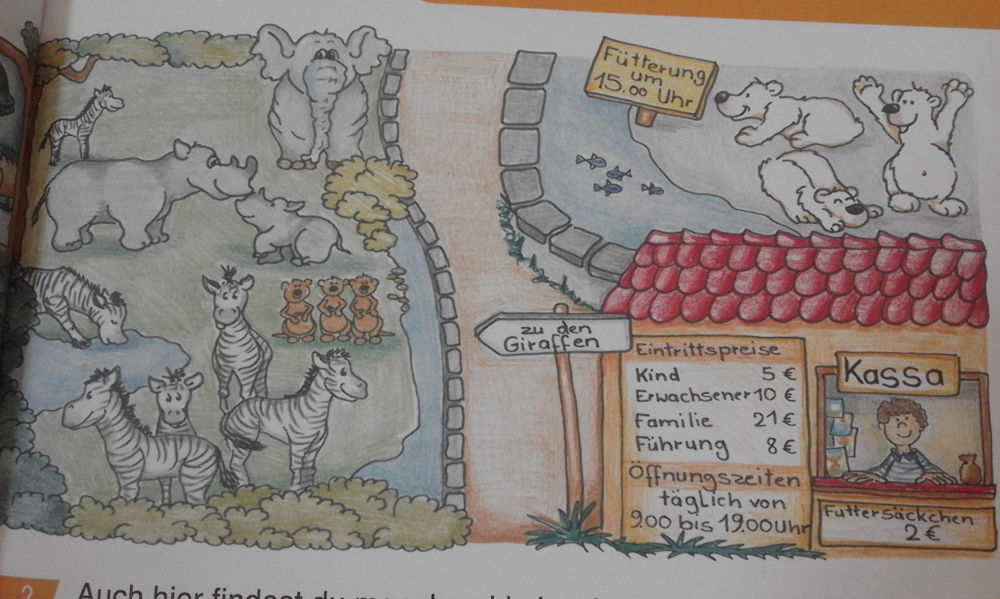 Fütterung
um
15.00 Uhr
zu den
Giraffen
Eintrittspreise
Kind 5 €
Erwachsener 10 €
Familie 21 €
Führung 8 €
Öffnungszeiten
täglich von
9.00 bis 19.00 Uhr
Kassa
Futtersäckchen
2 €
2 Auch hier findest du